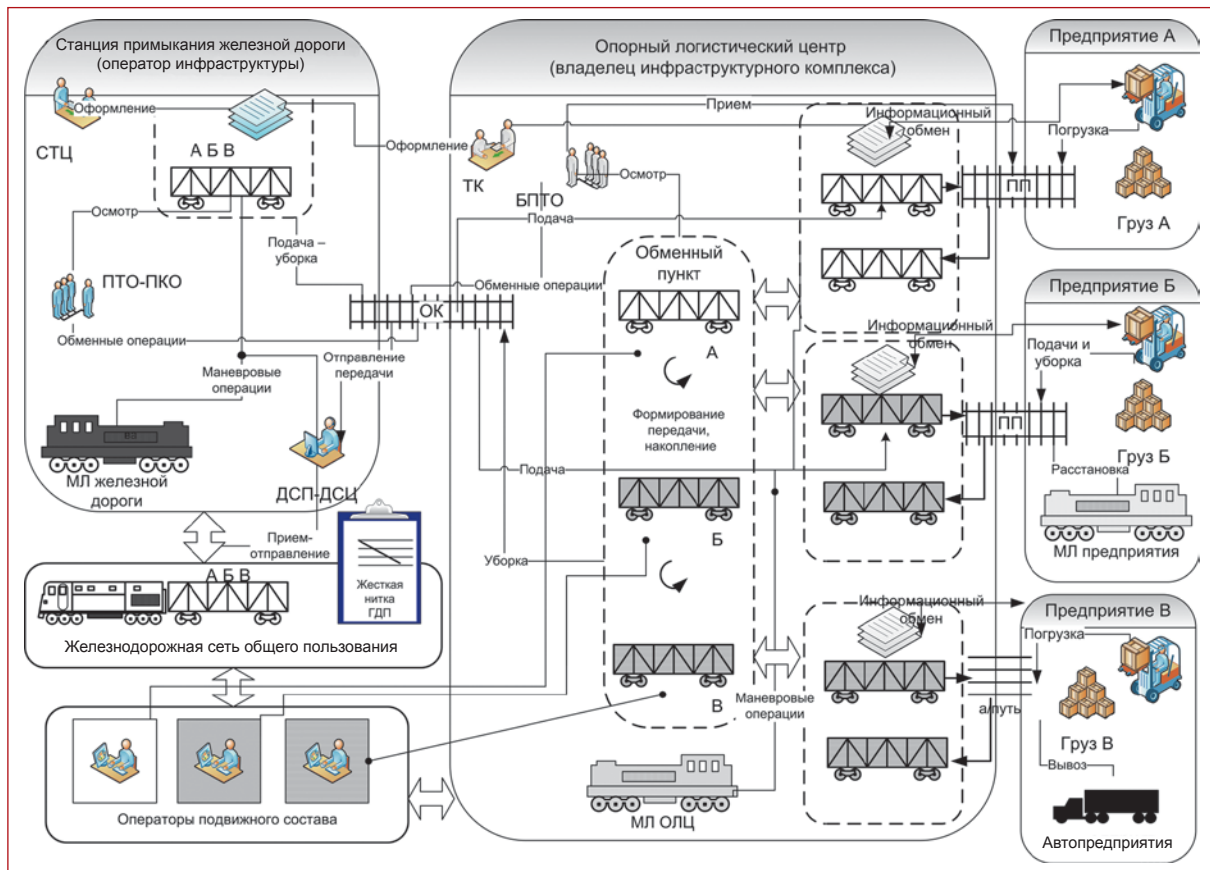 Станция примыкания железной дороги
(оператор инфраструктуры)
Оформление
СТЦ
А Б В
Осмотр
Подача –
уборка
ПТО-ПКО
Обменные операции
Маневровые
операции
Отправление
передачи
МЛ железной
дороги
ДСП-ДСЦ
Прием-
отправление
Жесткая
нитка
ГДП
А Б В
Железнодорожная сеть общего пользования
Операторы подвижного состава
Опорный логистический центр
(владелец инфраструктурного комплекса)
Оформление
Прием
ТК
БПТО
Осмотр
Подача
Обменные операции
ОК
Обменный
пункт
А
Формирование
передачи,
накопление
Подача
Б
Уборка
В
Маневровые
операции
МЛ ОЛЦ
Информационный
обмен
Информационный
обмен
Информационный
обмен
Предприятие А
Погрузка
ПП
Груз А
Предприятие Б
Подачи и
уборка
ПП
Груз Б
Расстановка
МЛ предприятия
Предприятие В
Погрузка
а/путь
Груз В
Вывоз
Автопредприятия